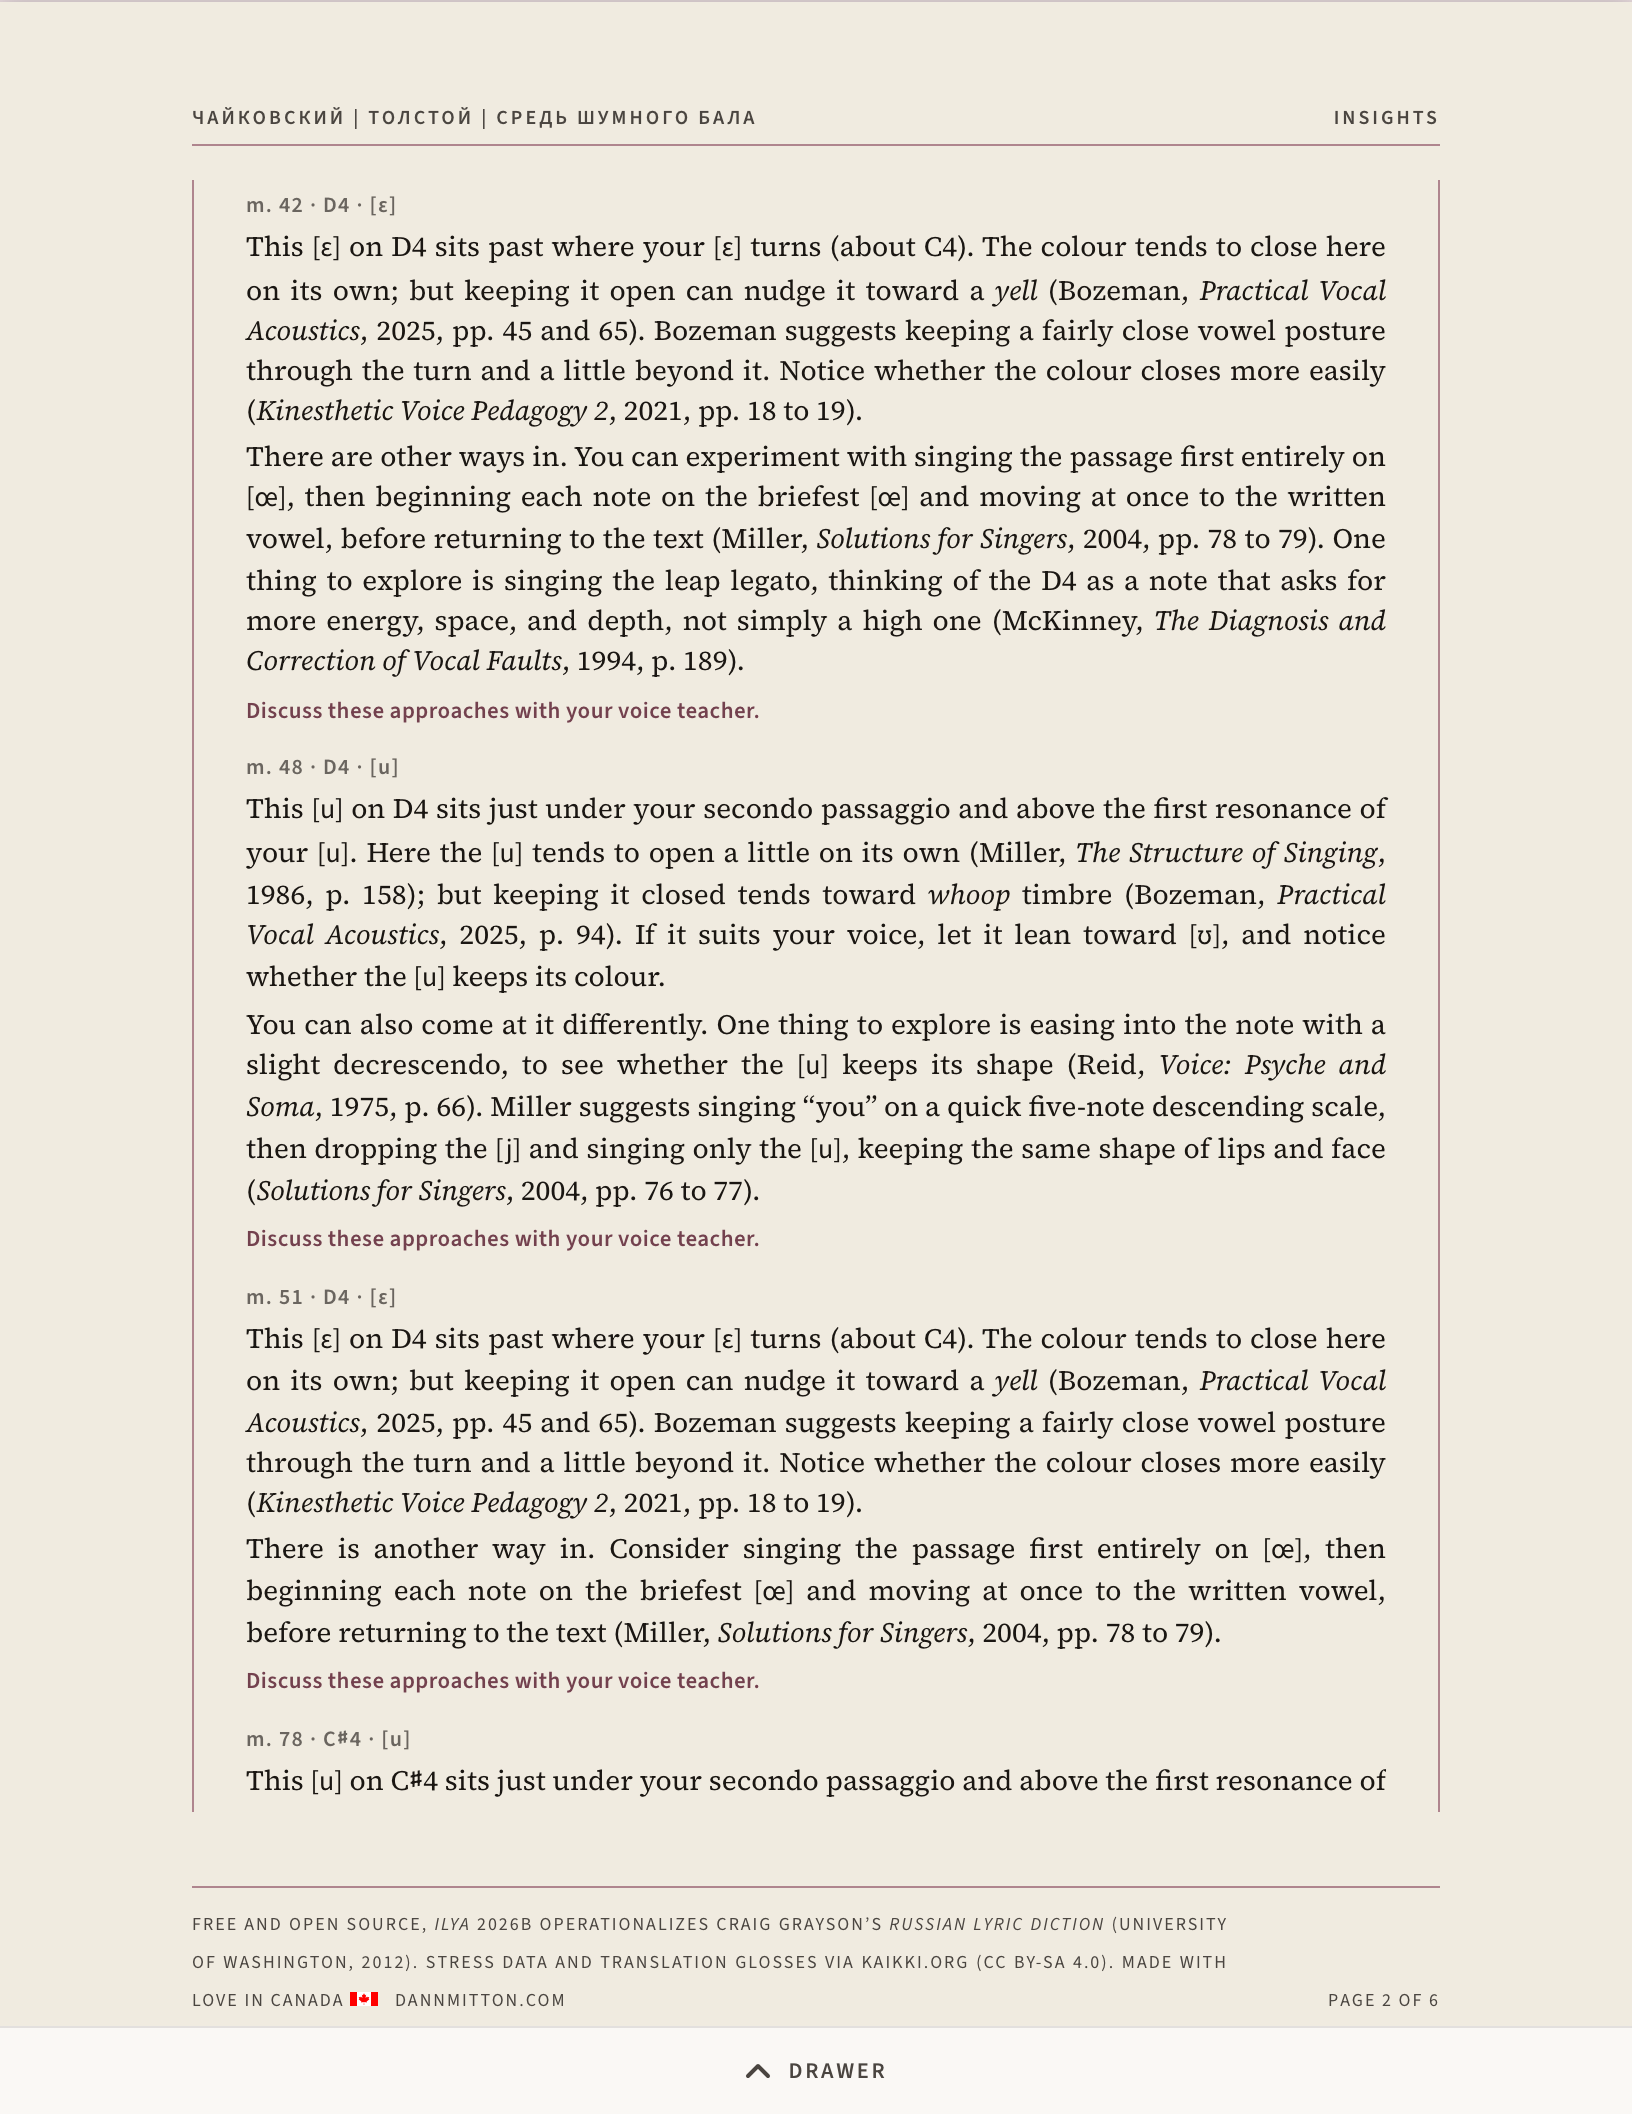 ЧАЙКОВСКИЙ | ТОЛСТОЙ | СРЕДЬ ШУМНОГО БАЛА
INSIGHTS
m. 42 · D4 · [ɛ]
This [ɛ] on D4 sits past where your [ɛ] turns (about C4). The colour tends to close here
on its own; but keeping it open can nudge it toward a yell (Bozeman, Practical Vocal
Acoustics, 2025, pp. 45 and 65). Bozeman suggests keeping a fairly close vowel posture
through the turn and a little beyond it. Notice whether the colour closes more easily
(Kinesthetic Voice Pedagogy 2, 2021, pp. 18 to 19).
There are other ways in. You can experiment with singing the passage first entirely on
[œ], then beginning each note on the briefest [œ] and moving at once to the written
vowel, before returning to the text (Miller, Solutions for Singers, 2004, pp. 78 to 79). One
thing to explore is singing the leap legato, thinking of the D4 as a note that asks for
more energy, space, and depth, not simply a high one (McKinney, The Diagnosis and
Correction of Vocal Faults, 1994, p. 189).
Discuss these approaches with your voice teacher.
m. 48 · D4 · [u]
This [u] on D4 sits just under your secondo passaggio and above the first resonance of
your [u]. Here the [u] tends to open a little on its own (Miller, The Structure of Singing,
1986, p. 158); but keeping it closed tends toward whoop timbre (Bozeman, Practical
Vocal Acoustics, 2025, p. 94). If it suits your voice, let it lean toward [ʊ], and notice
whether the [u] keeps its colour.
You can also come at it differently. One thing to explore is easing into the note with a
slight decrescendo, to see whether the [u] keeps its shape (Reid, Voice: Psyche and
Soma, 1975, p. 66). Miller suggests singing “you” on a quick five-note descending scale,
then dropping the [j] and singing only the [u], keeping the same shape of lips and face
(Solutions for Singers, 2004, pp. 76 to 77).
Discuss these approaches with your voice teacher.
m. 51 · D4 · [ɛ]
This [ɛ] on D4 sits past where your [ɛ] turns (about C4). The colour tends to close here
on its own; but keeping it open can nudge it toward a yell (Bozeman, Practical Vocal
Acoustics, 2025, pp. 45 and 65). Bozeman suggests keeping a fairly close vowel posture
through the turn and a little beyond it. Notice whether the colour closes more easily
(Kinesthetic Voice Pedagogy 2, 2021, pp. 18 to 19).
There is another way in. Consider singing the passage first entirely on [œ], then
beginning each note on the briefest [œ] and moving at once to the written vowel,
before returning to the text (Miller, Solutions for Singers, 2004, pp. 78 to 79).
Discuss these approaches with your voice teacher.
m. 78 · C♯4 · [u]
This [u] on C♯4 sits just under your secondo passaggio and above the first resonance of
FREE AND OPEN SOURCE, ILYA 2026B OPERATIONALIZES CRAIG GRAYSON’S RUSSIAN LYRIC DICTION (UNIVERSITY
OF WASHINGTON, 2012). STRESS DATA AND TRANSLATION GLOSSES VIA KAIKKI.ORG (CC BY-SA 4.0). MADE WITH
LOVE IN CANADA 🇨🇦 DANNMITTON.COM
PAGE 2 OF 6
DRAWER